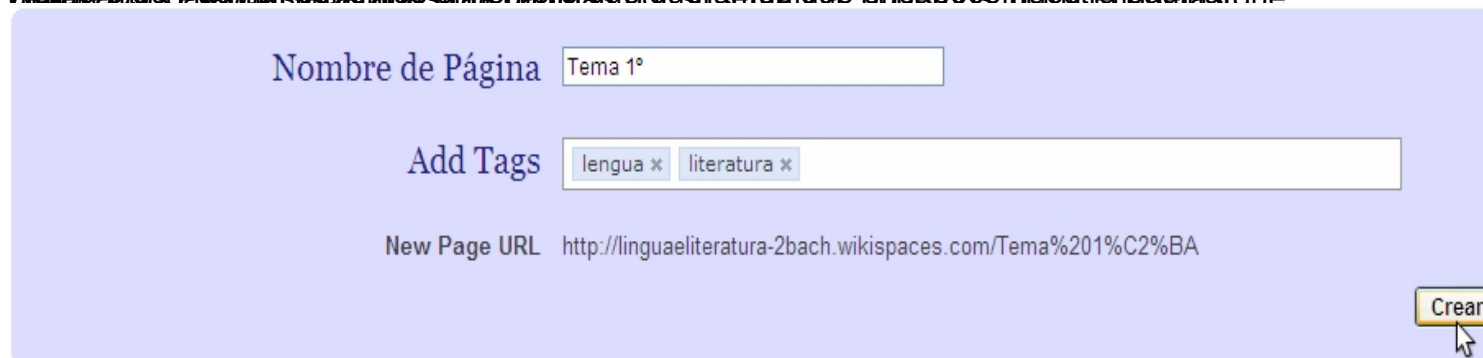 Nombre de Página Tema 1º
Add Tags lengua × literatura ×
New Page URL http://linguaeliteratura-2bach.wikispaces.com/Tema%201%C2%BA
Crear